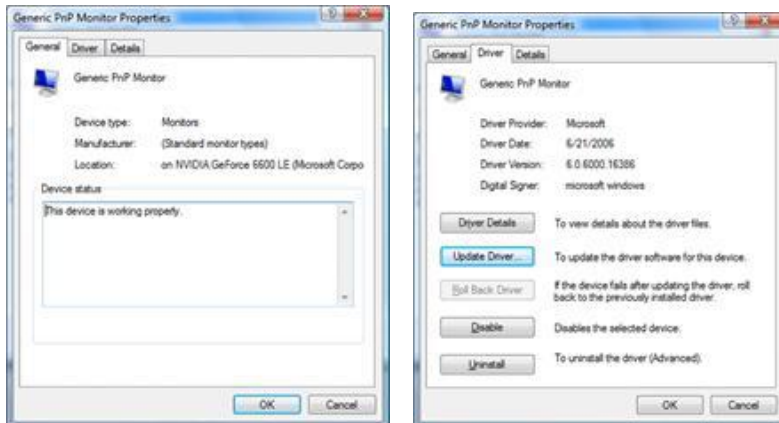 Generic PnP Monitor Properties
General Driver Details
Generic PnP Monitor
Device type: Monitors
Manufacturer: (Standard monitor types)
Location: on NVIDIA GeForce 6600 LE (Microsoft Corpo
Device status
This device is working properly.
OK Cancel
Generic PnP Monitor Properties
General Driver Details
Generic PnP Monitor
Driver Provider: Microsoft
Driver Date: 6/21/2006
Driver Version: 6.0.6000.16386
Digital Signer: microsoft windows
Driver Details To view details about the driver files.
Update Driver... To update the driver software for this device.
Roll Back Driver If the device fails after updating the driver, roll
back to the previously installed driver.
Disable Disables the selected device.
Uninstall To uninstall the driver (Advanced).
OK Cancel